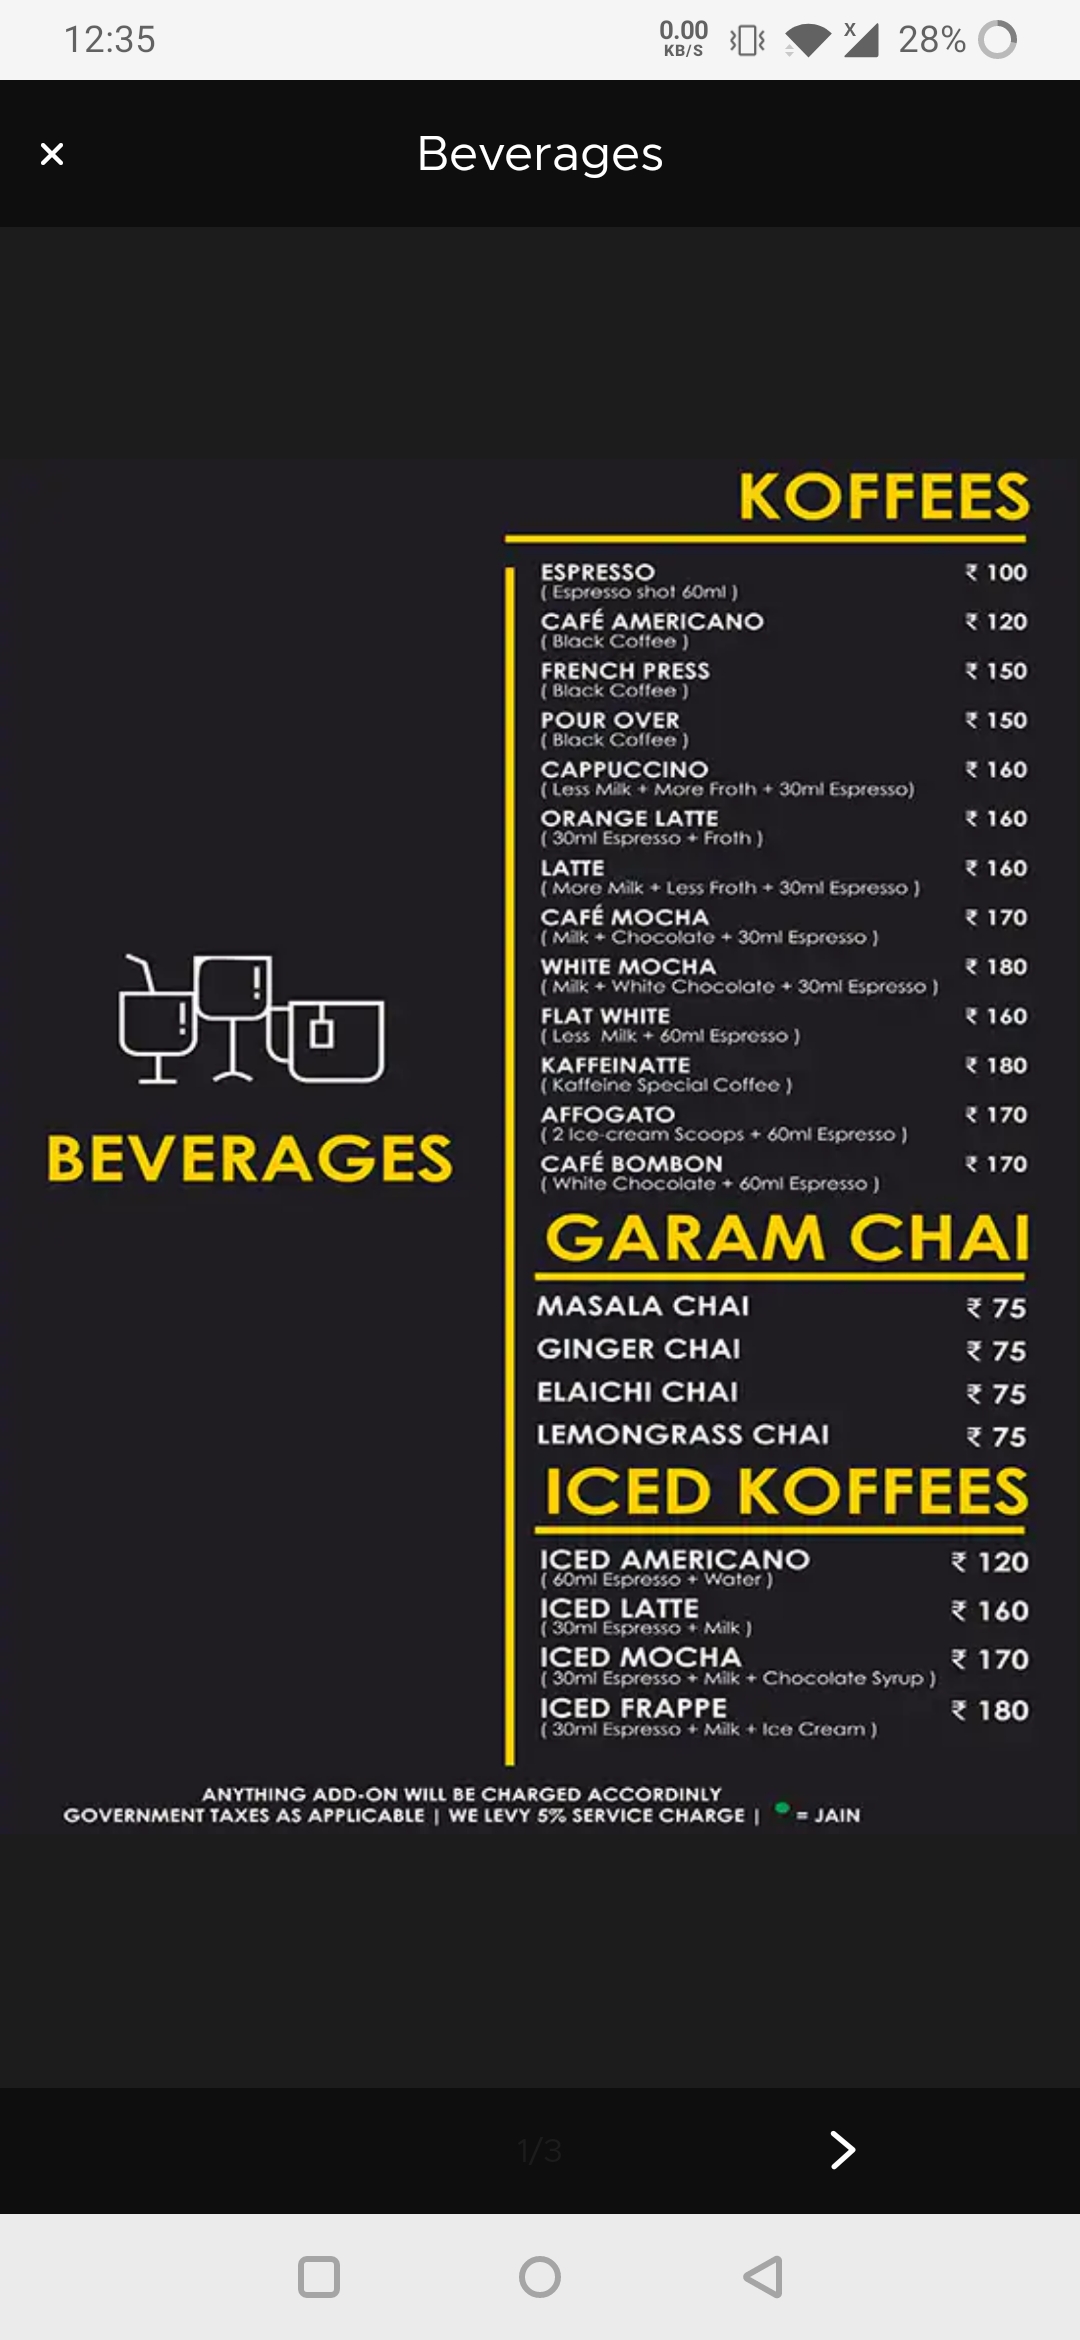 12:35
0.00
KB/S
X
28%
Beverages
KOFFEES
ESPRESSO ₹ 100
( Espresso shot 60ml )
CAFÉ AMERICANO ₹ 120
( Black Coffee )
FRENCH PRESS ₹ 150
( Black Coffee )
POUR OVER ₹ 150
( Black Coffee )
CAPPUCCINO ₹ 160
( Less Milk + More Froth + 30ml Espresso)
ORANGE LATTE ₹ 160
( 30ml Espresso + Froth )
LATTE ₹ 160
( More Milk + Less Froth + 30ml Espresso )
CAFÉ MOCHA ₹ 170
( Milk + Chocolate + 30ml Espresso )
WHITE MOCHA ₹ 180
( Milk + White Chocolate + 30ml Espresso )
FLAT WHITE ₹ 160
( Less Milk + 60ml Espresso )
KAFFEINATTE ₹ 180
( Kaffeine Special Coffee )
AFFOGATO ₹ 170
( 2 Ice-cream Scoops + 60ml Espresso )
CAFÉ BOMBON ₹ 170
( White Chocolate + 60ml Espresso )
BEVERAGES
GARAM CHAI
MASALA CHAI ₹ 75
GINGER CHAI ₹ 75
ELAICHI CHAI ₹ 75
LEMONGRASS CHAI ₹ 75
ICED KOFFEES
ICED AMERICANO ₹ 120
( 60ml Espresso + Water )
ICED LATTE ₹ 160
( 30ml Espresso + Milk )
ICED MOCHA ₹ 170
( 30ml Espresso + Milk + Chocolate Syrup )
ICED FRAPPE ₹ 180
( 30ml Espresso + Milk + Ice Cream )
ANYTHING ADD-ON WILL BE CHARGED ACCORDINLY
GOVERNMENT TAXES AS APPLICABLE | WE LEVY 5% SERVICE CHARGE | = JAIN
1/3